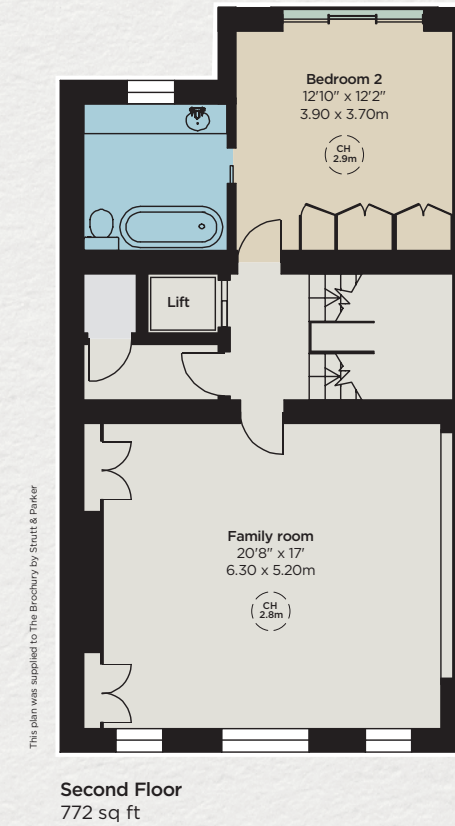 Bedroom 2
12'10" x 12'2"
3.90 x 3.70m
CH
2.9m
Lift
Family room
20'8" x 17'
6.30 x 5.20m
CH
2.8m
This plan was supplied to The Brochury by Strutt & Parker
Second Floor
772 sq ft